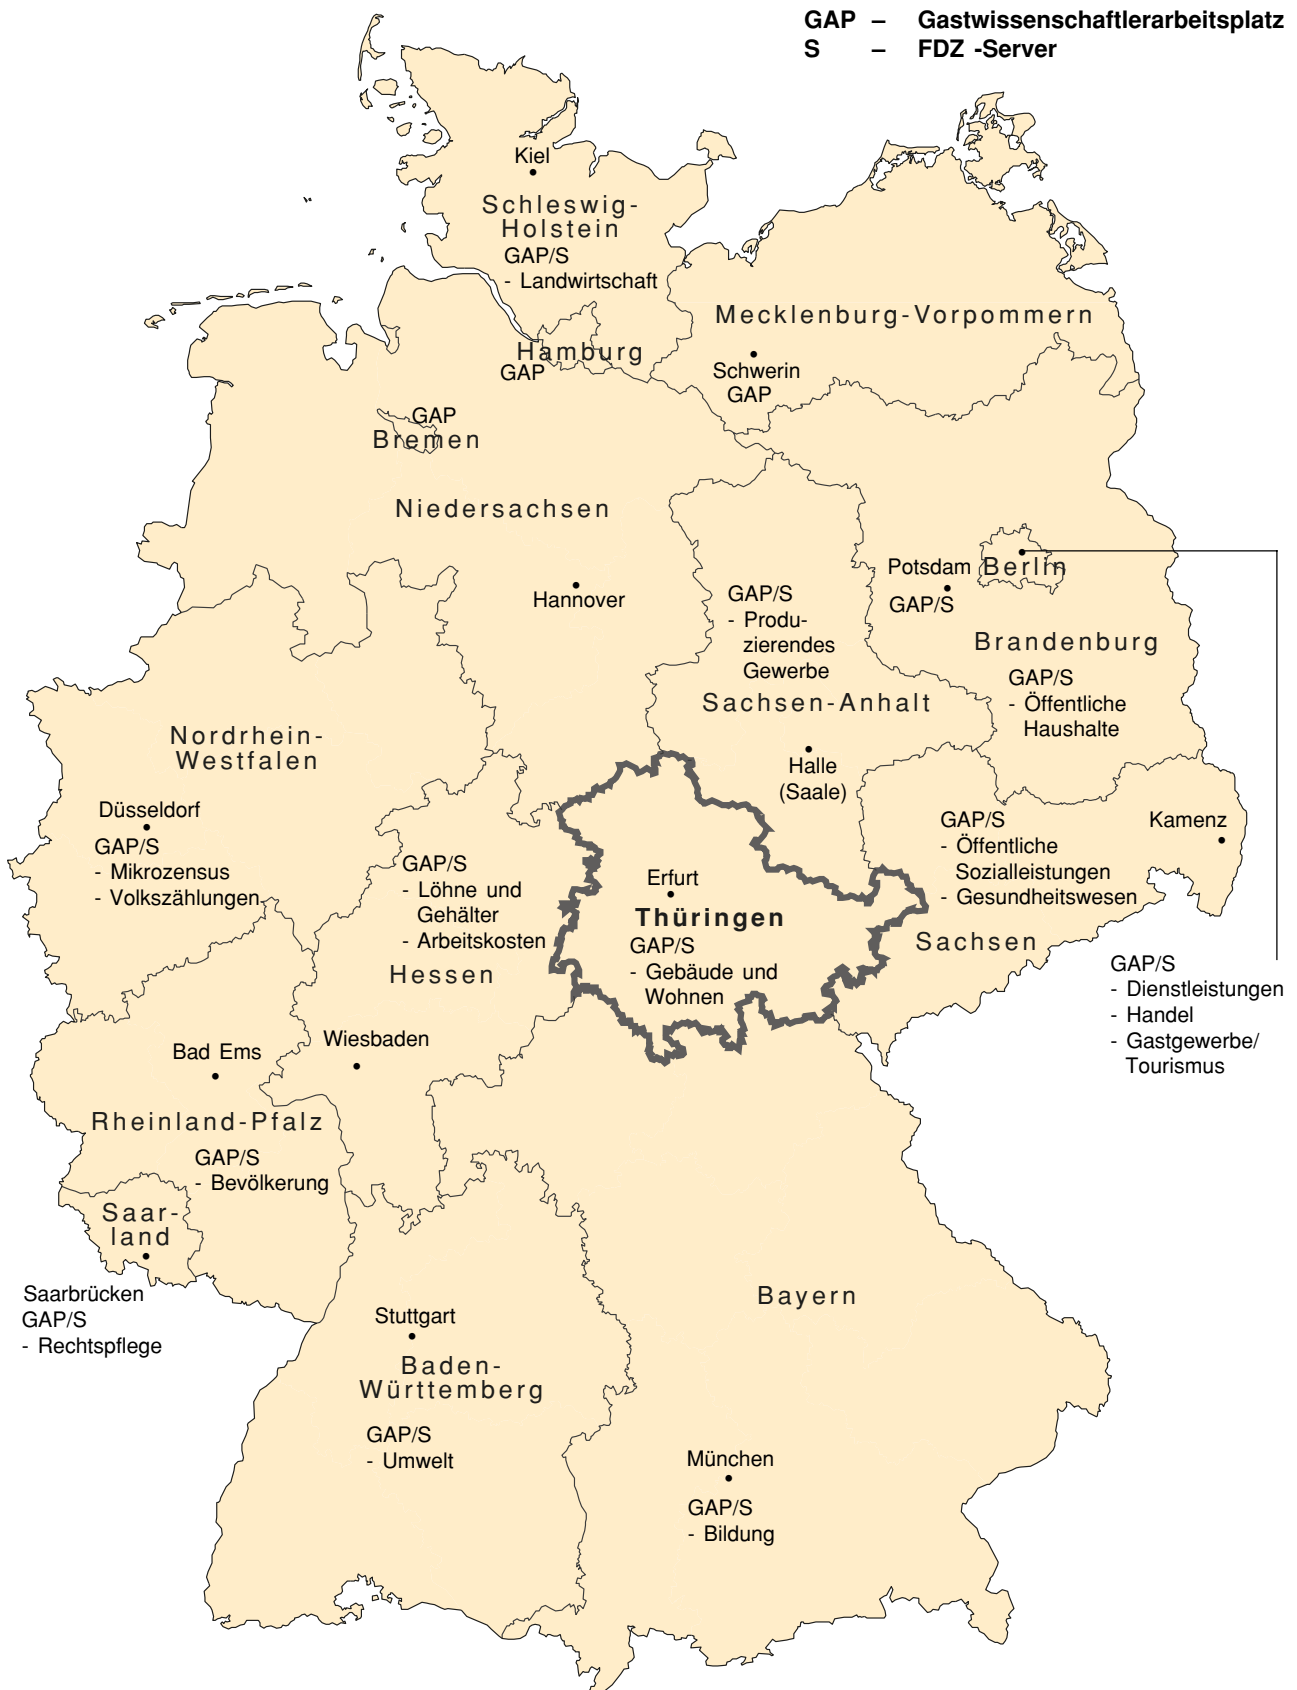 GAP – Gastwissenschaftlerarbeitsplatz
S – FDZ -Server
Kiel
Schleswig-
Holstein
GAP/S
- Landwirtschaft
Mecklenburg-Vorpommern
Schwerin
GAP
Hamburg
GAP
GAP
Bremen
Niedersachsen
Hannover
GAP/S
- Produ-
zierendes
Gewerbe
Sachsen-Anhalt
Halle
(Saale)
Potsdam
GAP/S
Berlin
Brandenburg
GAP/S
- Öffentliche
Haushalte
Nordrhein-
Westfalen
Düsseldorf
GAP/S
- Mikrozensus
- Volkszählungen
GAP/S
- Löhne und
Gehälter
- Arbeitskosten
Hessen
Wiesbaden
Erfurt
Thüringen
GAP/S
- Gebäude und
Wohnen
GAP/S
- Öffentliche
Sozialleistungen
- Gesundheitswesen
Sachsen
Kamenz
GAP/S
- Dienstleistungen
- Handel
- Gastgewerbe/
Tourismus
Bad Ems
Rheinland-Pfalz
GAP/S
- Bevölkerung
Saar-
land
Saarbrücken
GAP/S
- Rechtspflege
Stuttgart
Baden-
Württemberg
GAP/S
- Umwelt
Bayern
München
GAP/S
- Bildung